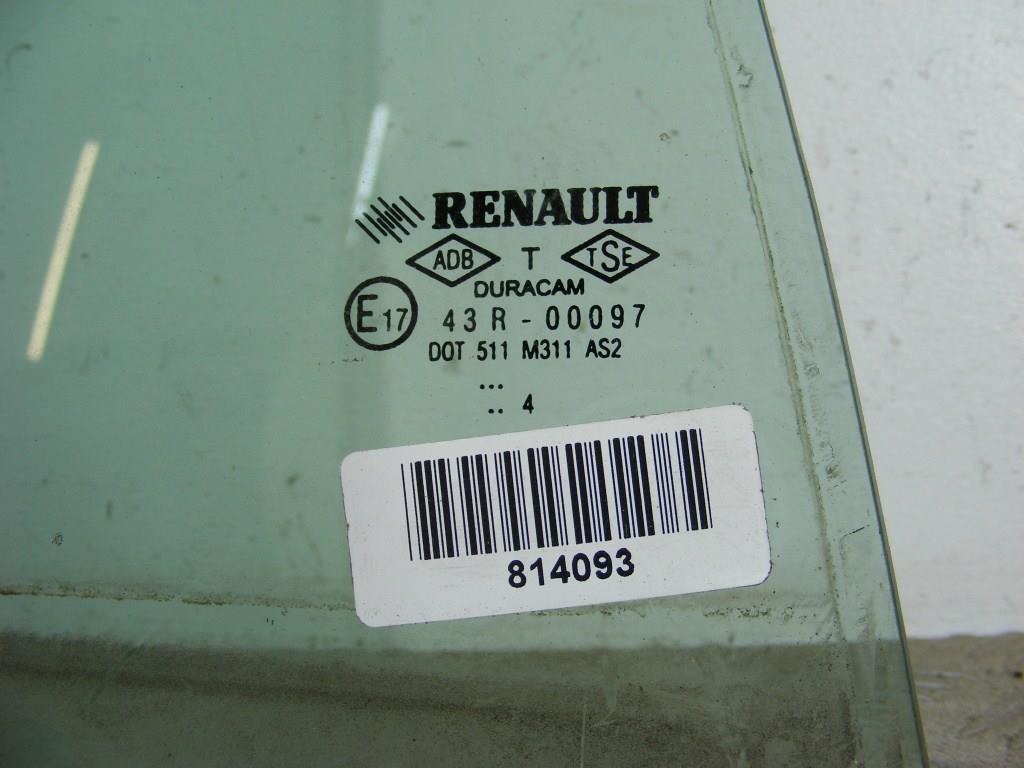 RENAULT
ADB T TSE
DURACAM
E17 43R-00097
DOT 511 M311 AS2
...
.. 4
814093